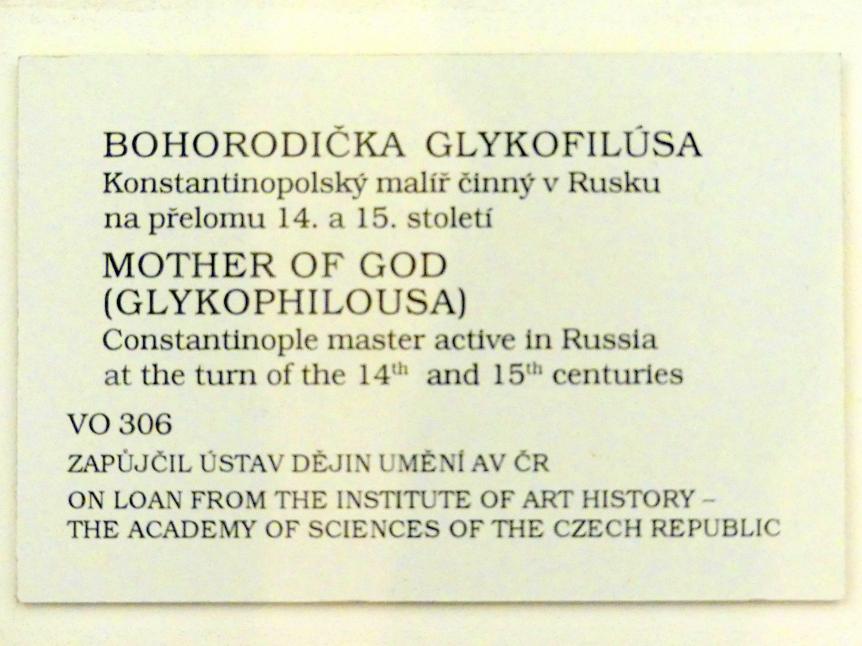 BOHORODIČKA GLYKOFILÚSA
Konstantinopolský malíř činný v Rusku
na přelomu 14. a 15. století
MOTHER OF GOD
(GLYKOPHILOUSA)
Constantinople master active in Russia
at the turn of the 14th and 15th centuries
VO 306
ZAPŮJČIL ÚSTAV DĚJIN UMĚNÍ AV ČR
ON LOAN FROM THE INSTITUTE OF ART HISTORY –
THE ACADEMY OF SCIENCES OF THE CZECH REPUBLIC